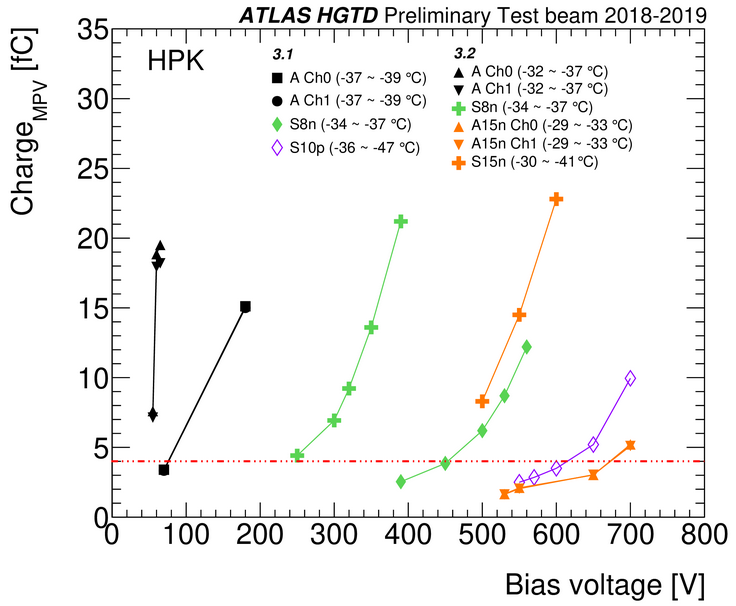 ATLAS HGTD Preliminary Test beam 2018-2019
HPK
3.1
A Ch0 (-37 ~ -39 °C)
A Ch1 (-37 ~ -39 °C)
S8n (-34 ~ -37 °C)
S10p (-36 ~ -47 °C)
3.2
A Ch0 (-32 ~ -37 °C)
A Ch1 (-32 ~ -37 °C)
S8n (-34 ~ -37 °C)
A15n Ch0 (-29 ~ -33 °C)
A15n Ch1 (-29 ~ -33 °C)
S15n (-30 ~ -41°C)
Charge_MPV [fC]
35
30
25
20
15
10
5
0
0 100 200 300 400 500 600 700 800
Bias voltage [V]